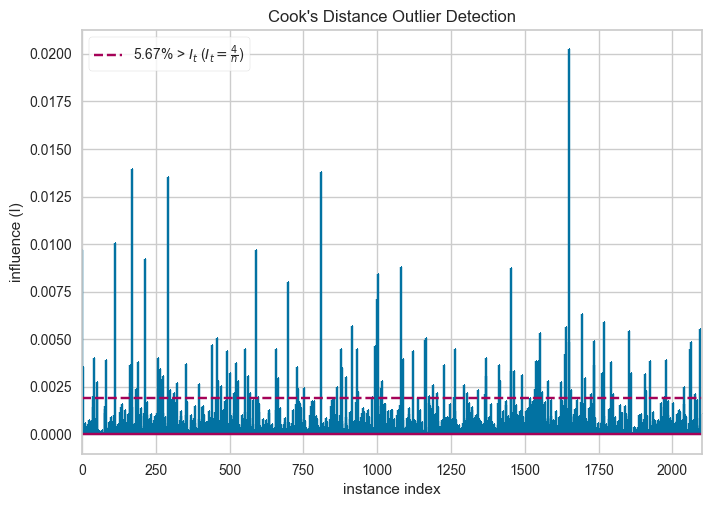 Cook's Distance Outlier Detection
5.67% > I_t (I_t = 4/n)
0.0200
0.0175
0.0150
0.0125
0.0100
0.0075
0.0050
0.0025
0.0000
influence (I)
0 250 500 750 1000 1250 1500 1750 2000
instance index